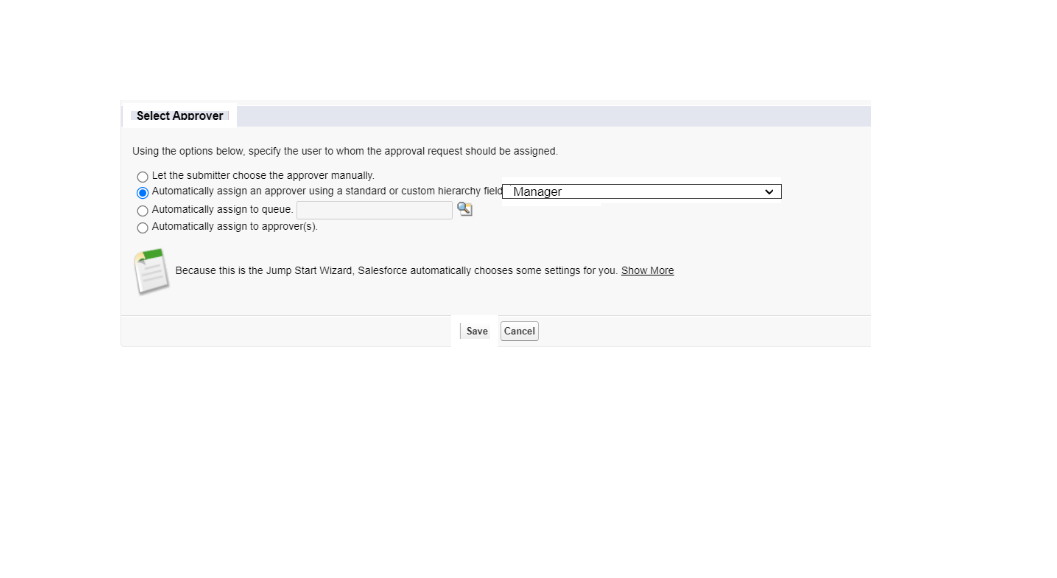 Select Approver
Using the options below, specify the user to whom the approval request should be assigned.
Let the submitter choose the approver manually.
Automatically assign an approver using a standard or custom hierarchy field Manager
Automatically assign to queue.
Automatically assign to approver(s).
Because this is the Jump Start Wizard, Salesforce automatically chooses some settings for you. Show More
Save Cancel